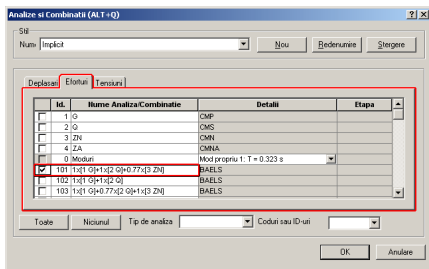 Analize si Combinatii (ALT+Q)
Stil
Nume Implicit Nou Redenumire Stergere
Deplasari Eforturi Tensiuni
Id. Nume Analiza/Combinatie Detalii Etapa
1 G CMP
2 Q CMS
3 ZN CMN
4 ZA CMNA
0 Moduri Mod propriu 1: T = 0.323 s
101 1x[1 G]+1x[2 Q]+0.77x[3 ZN] BAELS
102 1x[1 G]+1x[2 Q] BAELS
103 1x[1 G]+0.77x[2 Q]+1x[3 ZN] BAELS
Toate Niciunul Tip de analiza Coduri sau ID-uri
OK Anulare